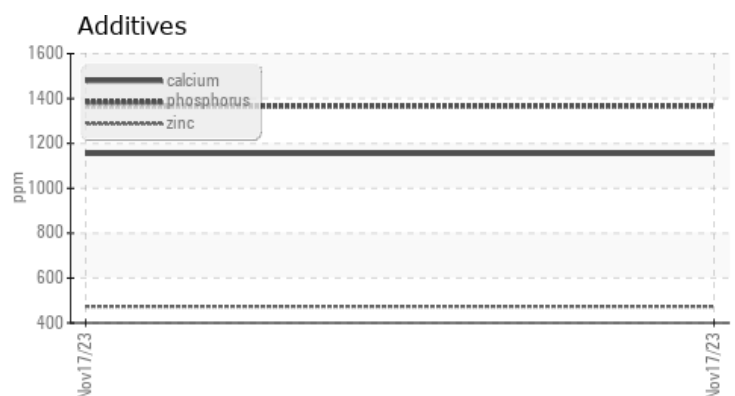 Additives
1600
1400
1200
1000
800
600
400
ppm
calcium
phosphorus
zinc
Nov17/23
Nov17/23